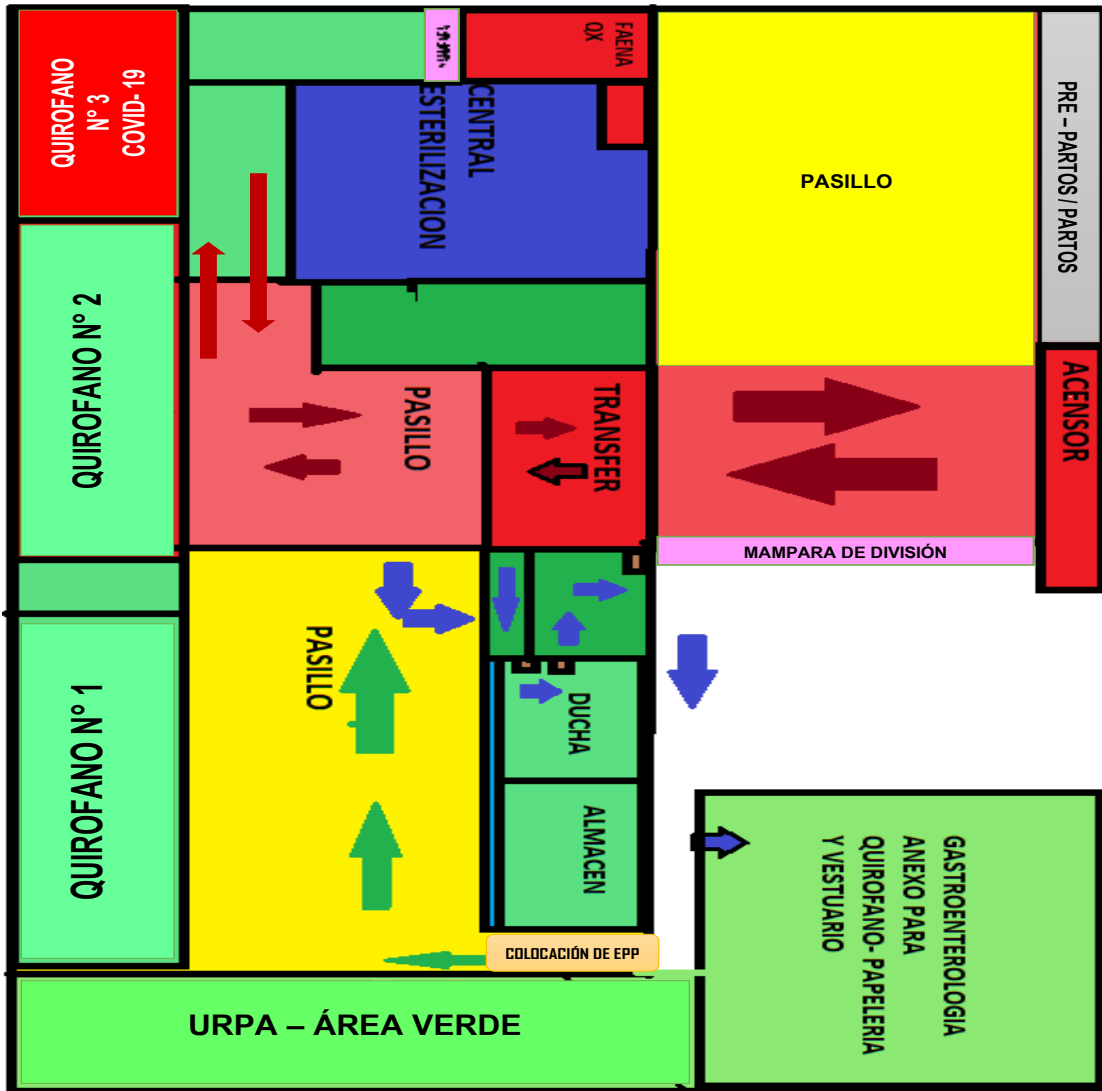 QUIROFANO
N° 3
COVID- 19
FAENA
QX
CENTRAL
ESTERILIZACION
PASILLO
PRE – PARTOS / PARTOS
QUIROFANO N° 2
PASILLO
TRANSFER
ACENSOR
MAMPARA DE DIVISIÓN
QUIROFANO N° 1
PASILLO
DUCHA
ALMACEN
GASTROENTEROLOGIA
ANEXO PARA
QUIROFANO- PAPELERIA
Y VESTUARIO
COLOCACIÓN DE EPP
URPA – ÁREA VERDE